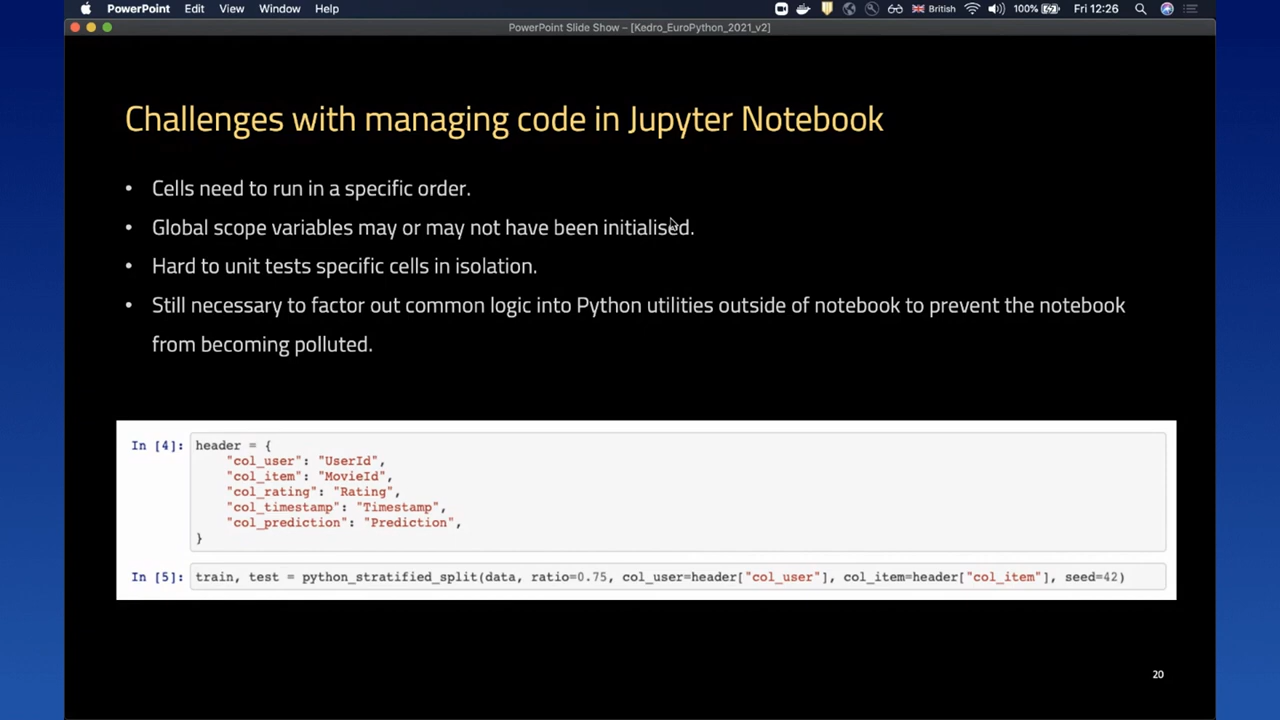 PowerPoint Edit View Window Help British 100% Fri 12:26
PowerPoint Slide Show – [Kedro_EuroPython_2021_v2]
Challenges with managing code in Jupyter Notebook
• Cells need to run in a specific order.
• Global scope variables may or may not have been initialised.
• Hard to unit tests specific cells in isolation.
• Still necessary to factor out common logic into Python utilities outside of notebook to prevent the notebook
from becoming polluted.
In [4]: header = {
"col_user": "UserId",
"col_item": "MovieId",
"col_rating": "Rating",
"col_timestamp": "Timestamp",
"col_prediction": "Prediction",
}
In [5]: train, test = python_stratified_split(data, ratio=0.75, col_user=header["col_user"], col_item=header["col_item"], seed=42)
20